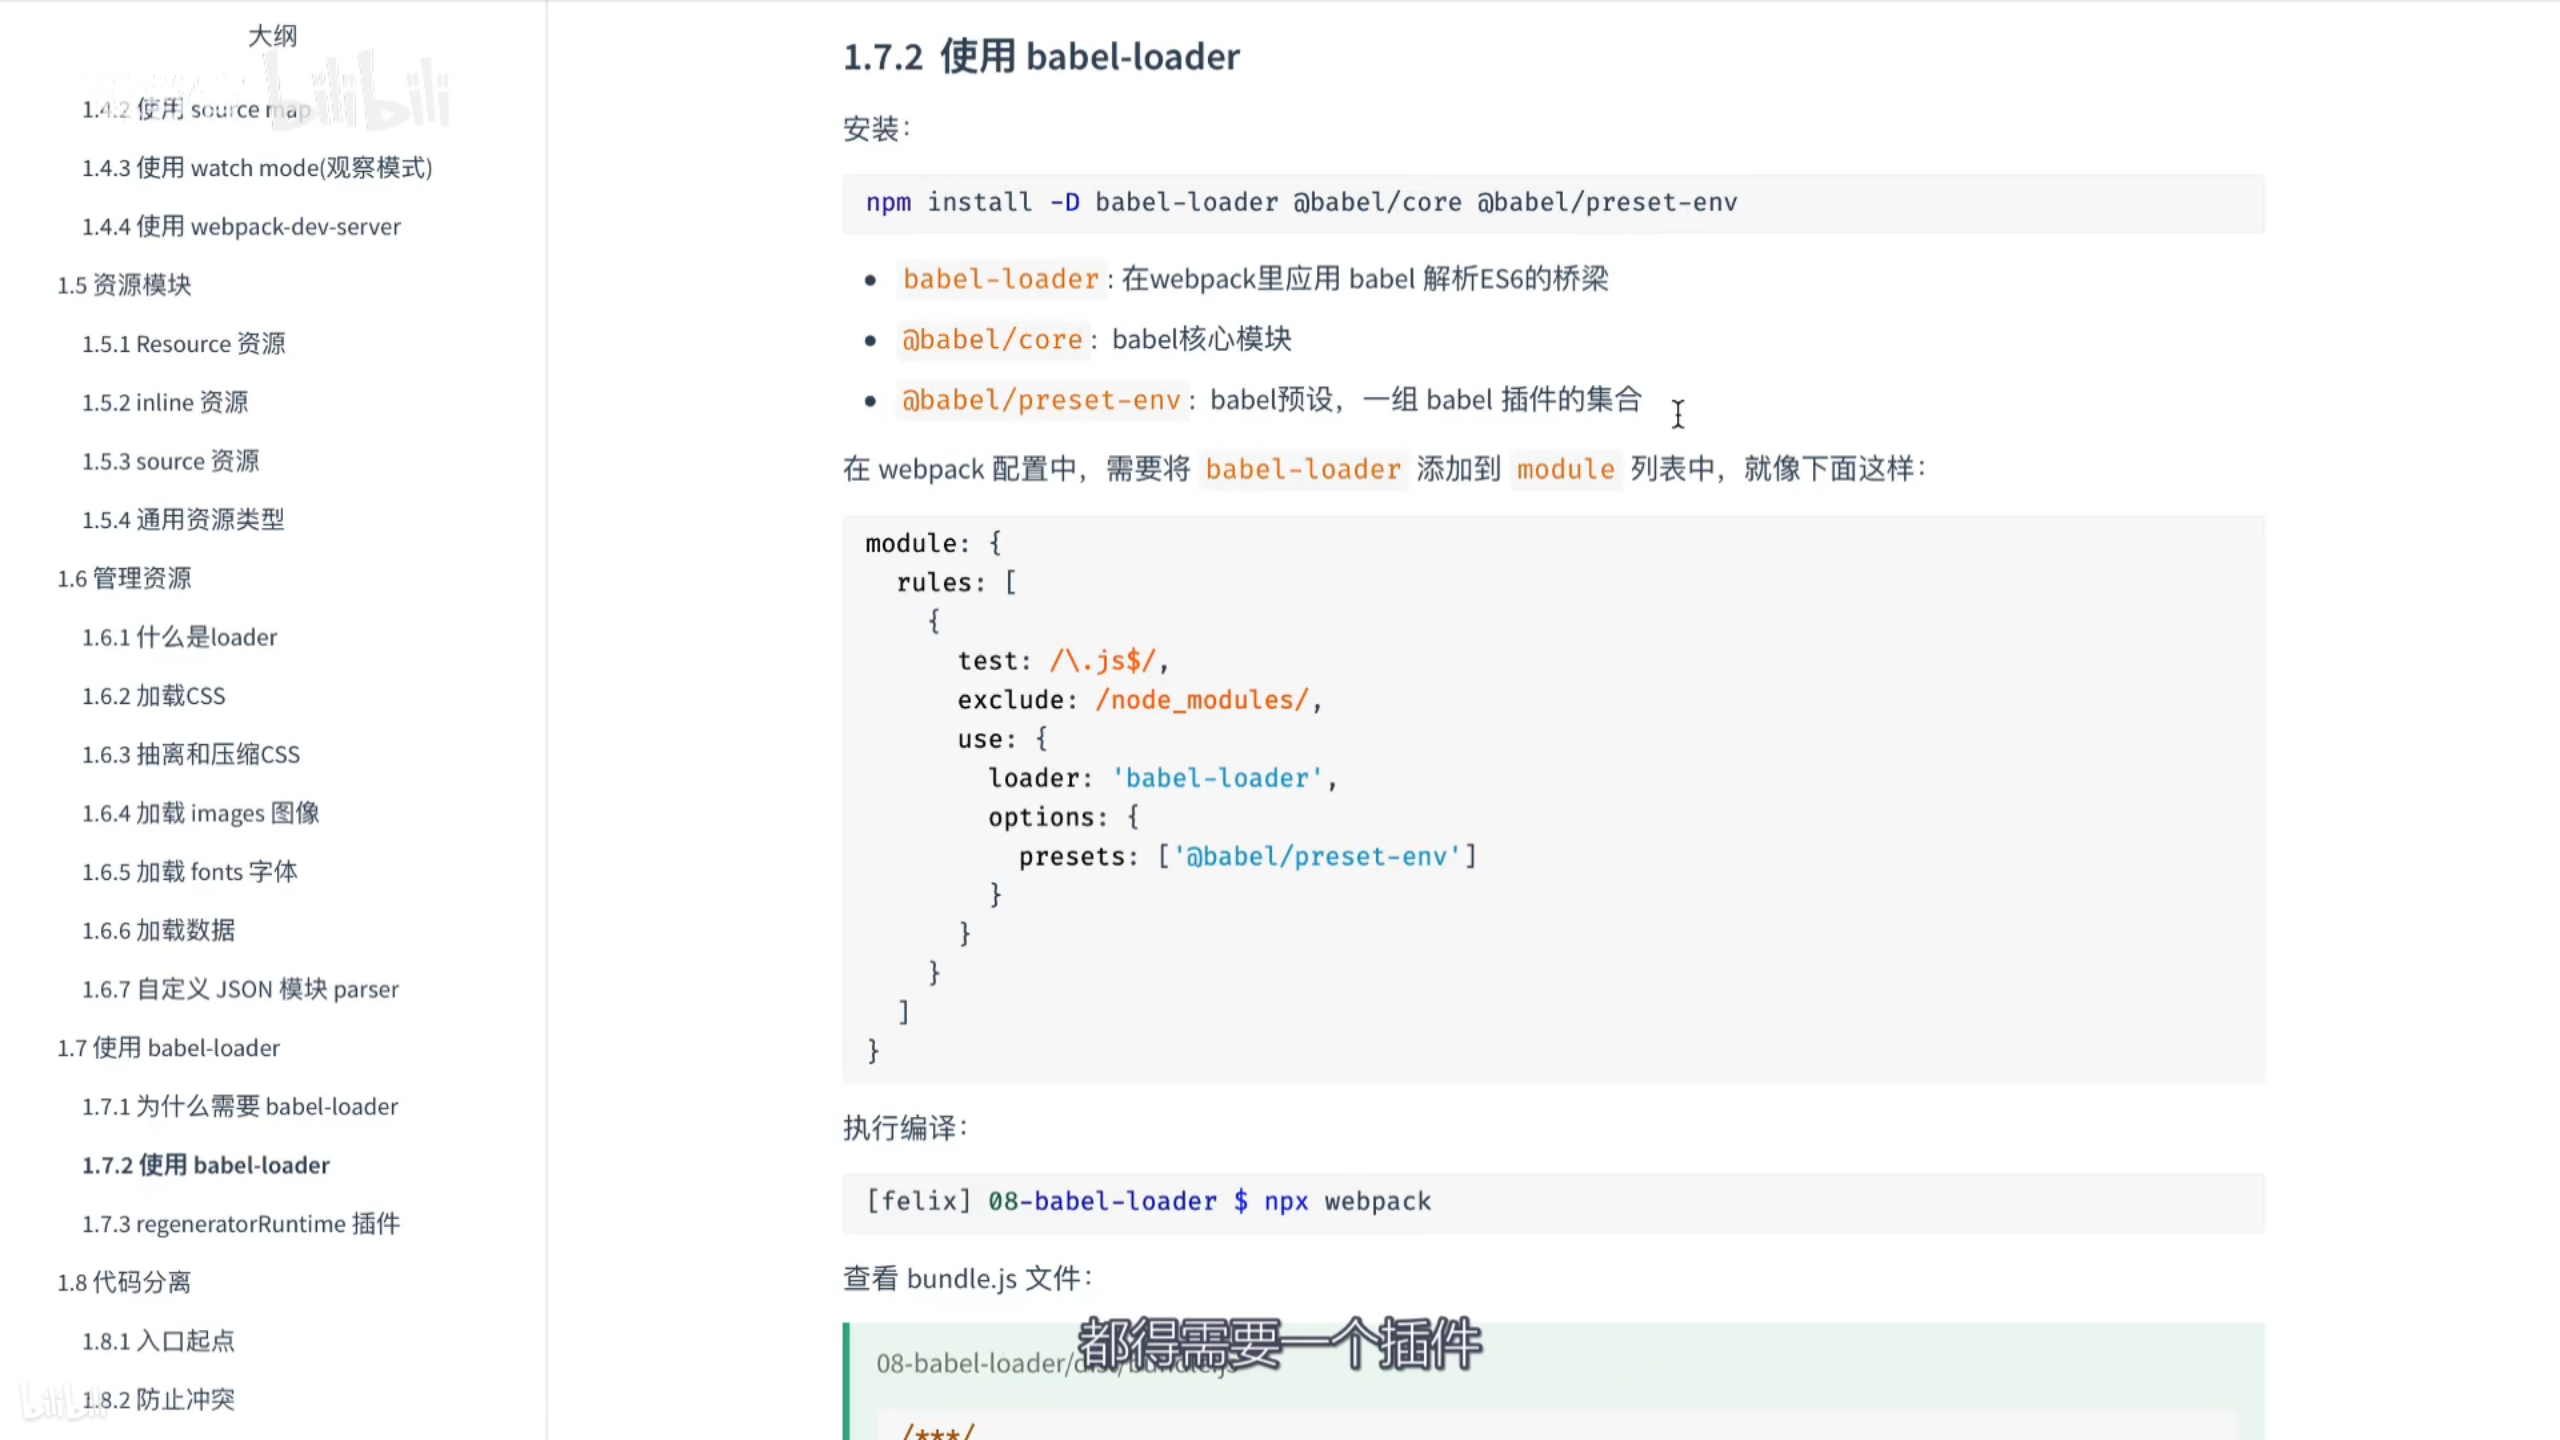 大纲
bilibili
1.4.2 使用 source map
1.4.3 使用 watch mode(观察模式)
1.4.4 使用 webpack-dev-server
1.5 资源模块
1.5.1 Resource 资源
1.5.2 inline 资源
1.5.3 source 资源
1.5.4 通用资源类型
1.6 管理资源
1.6.1 什么是loader
1.6.2 加载CSS
1.6.3 抽离和压缩CSS
1.6.4 加载 images 图像
1.6.5 加载 fonts 字体
1.6.6 加载数据
1.6.7 自定义 JSON 模块 parser
1.7 使用 babel-loader
1.7.1 为什么需要 babel-loader
1.7.2 使用 babel-loader
1.7.3 regeneratorRuntime 插件
1.8 代码分离
1.8.1 入口起点
1.8.2 防止冲突
bilibili
1.7.2 使用 babel-loader
安装：
npm install -D babel-loader @babel/core @babel/preset-env
babel-loader : 在webpack里应用 babel 解析ES6的桥梁
@babel/core : babel核心模块
@babel/preset-env : babel预设，一组 babel 插件的集合
在 webpack 配置中，需要将 babel-loader 添加到 module 列表中，就像下面这样：
module: {
rules: [
{
test: /\.js$/,
exclude: /node_modules/,
use: {
loader: 'babel-loader',
options: {
presets: ['@babel/preset-env']
}
}
}
]
}
执行编译：
[felix] 08-babel-loader $ npx webpack
查看 bundle.js 文件：
08-babel-loader/dist/bundle.js
都得需要一个插件
/***/